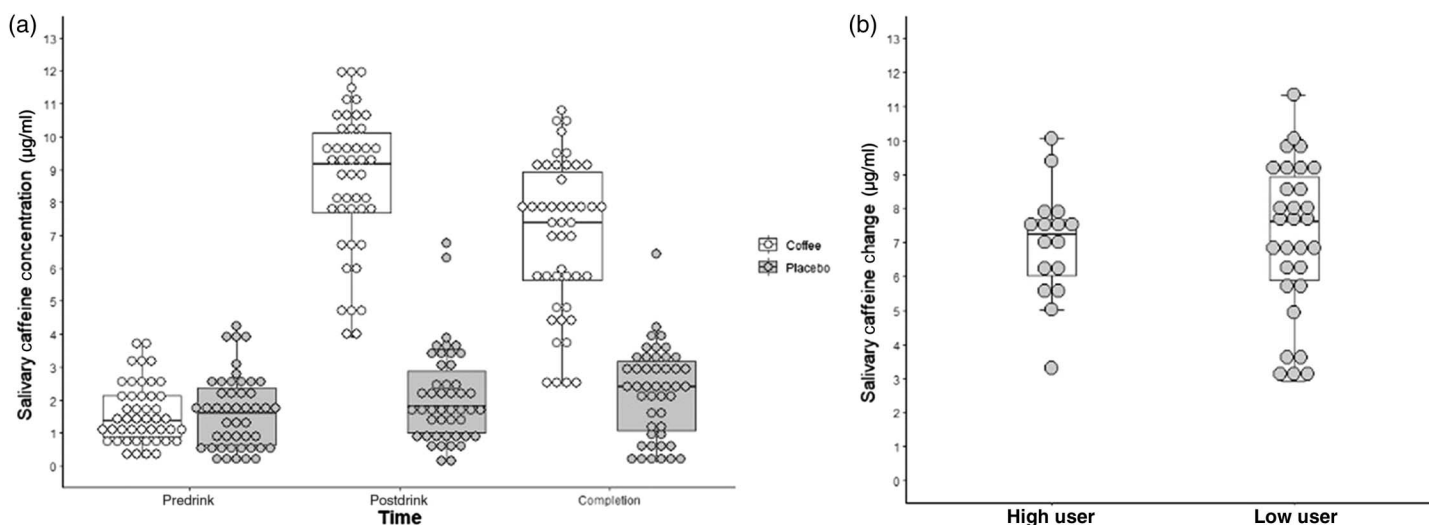 (a)
Salivary caffeine concentration (µg/ml)
13
12
11
10
9
8
7
6
5
4
3
2
1
0
Predrink
Postdrink
Completion
Time
Coffee
Placebo
(b)
Salivary caffeine change (µg/ml)
13
12
11
10
9
8
7
6
5
4
3
2
1
0
High user
Low user